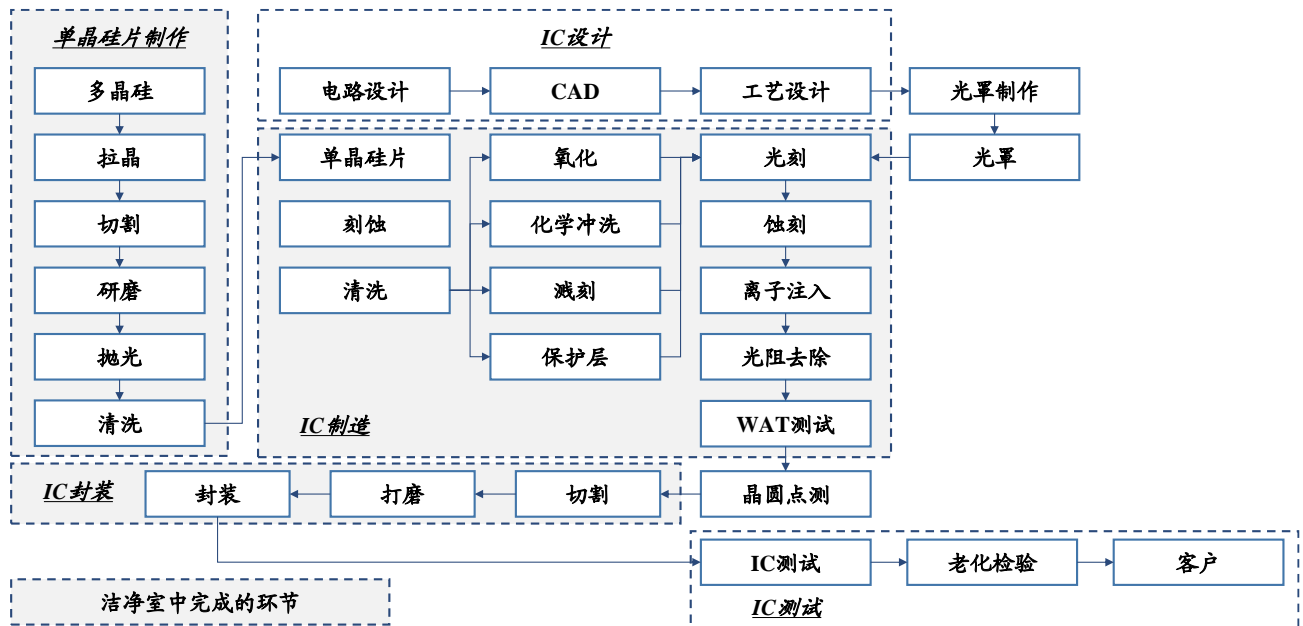 单晶硅片制作
多晶硅
拉晶
切割
研磨
抛光
清洗
IC设计
电路设计
CAD
工艺设计
光罩制作
光罩
单晶硅片
刻蚀
清洗
氧化
化学冲洗
溅刻
保护层
光刻
蚀刻
离子注入
光阻去除
WAT测试
IC制造
IC封装
封装
打磨
切割
晶圆点测
IC测试
老化检验
客户
IC测试
洁净室中完成的环节